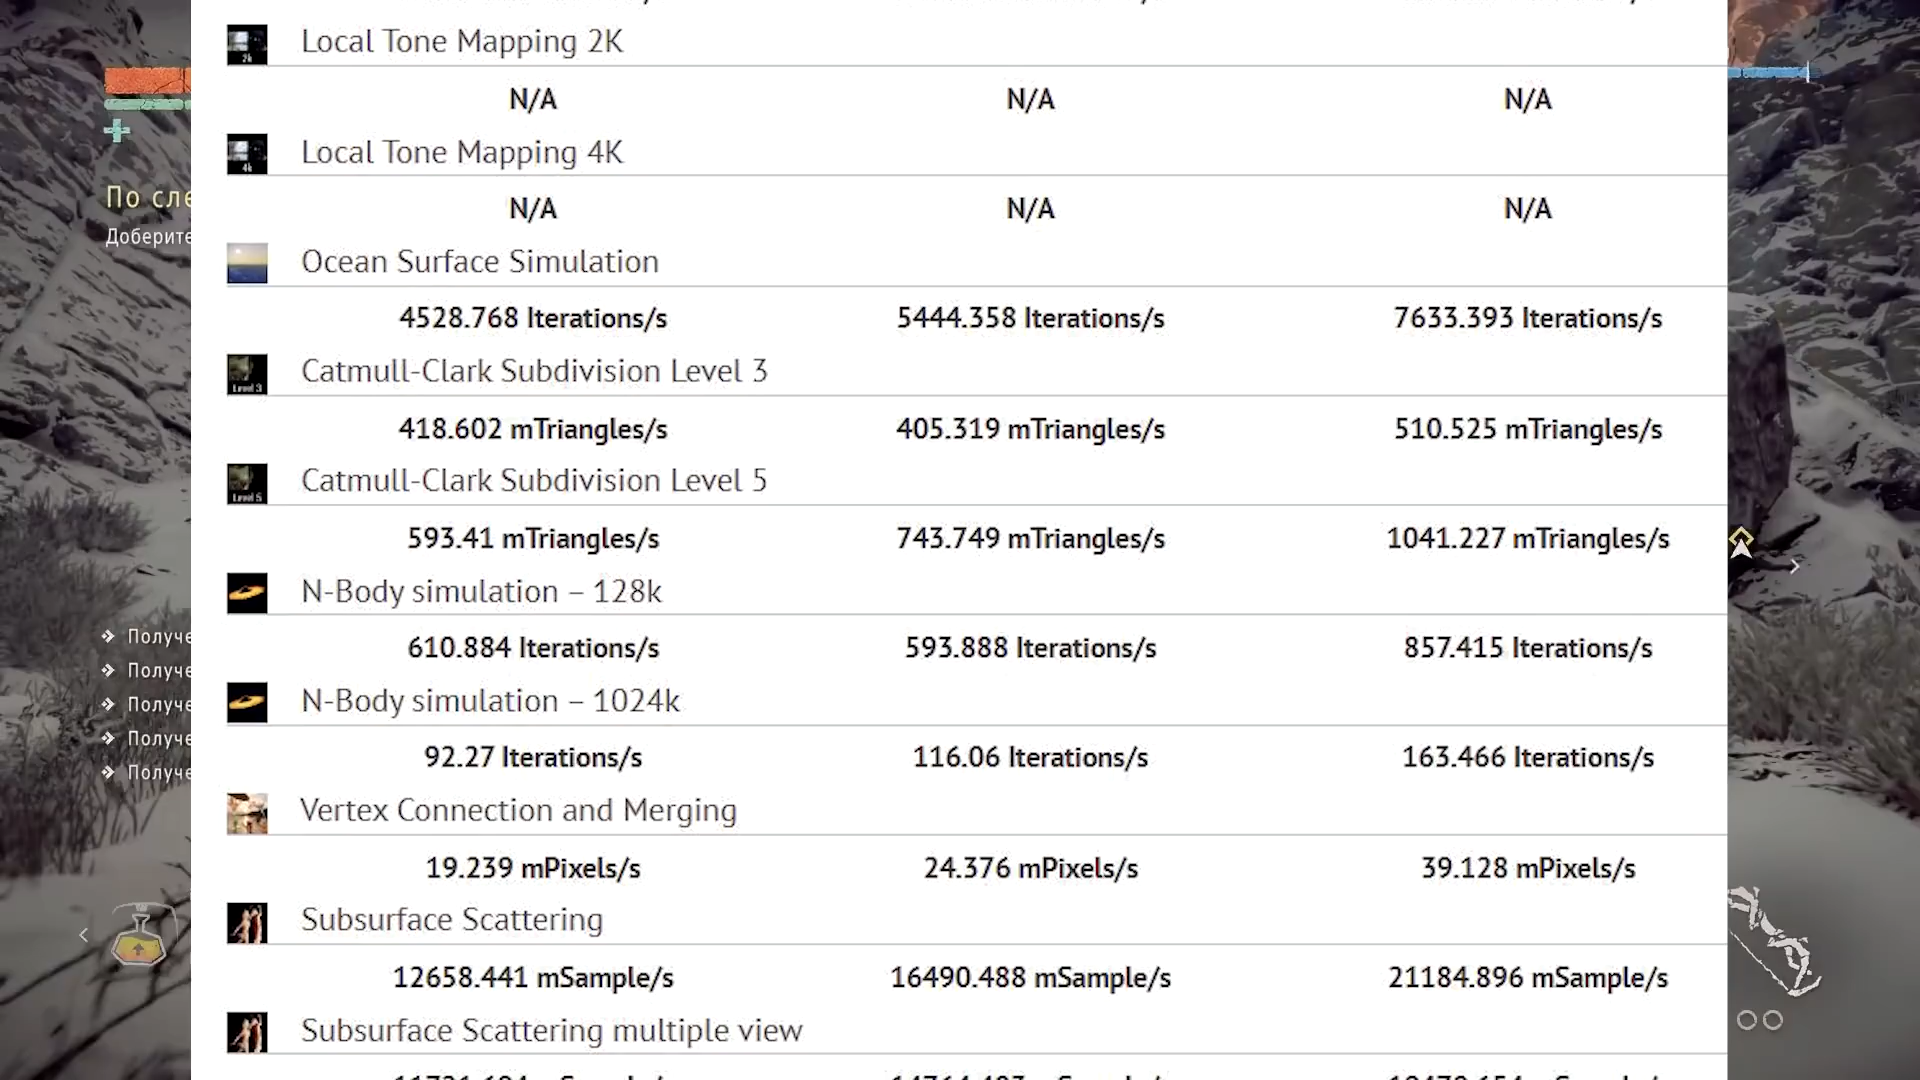 Local Tone Mapping 2K
N/A N/A N/A
Local Tone Mapping 4K
N/A N/A N/A
Ocean Surface Simulation
4528.768 Iterations/s 5444.358 Iterations/s 7633.393 Iterations/s
Catmull-Clark Subdivision Level 3
418.602 mTriangles/s 405.319 mTriangles/s 510.525 mTriangles/s
Catmull-Clark Subdivision Level 5
593.41 mTriangles/s 743.749 mTriangles/s 1041.227 mTriangles/s
N-Body simulation – 128k
610.884 Iterations/s 593.888 Iterations/s 857.415 Iterations/s
N-Body simulation – 1024k
92.27 Iterations/s 116.06 Iterations/s 163.466 Iterations/s
Vertex Connection and Merging
19.239 mPixels/s 24.376 mPixels/s 39.128 mPixels/s
Subsurface Scattering
12658.441 mSample/s 16490.488 mSample/s 21184.896 mSample/s
Subsurface Scattering multiple view
По сле
Доберите
Получе
Получе
Получе
Получе
Получе